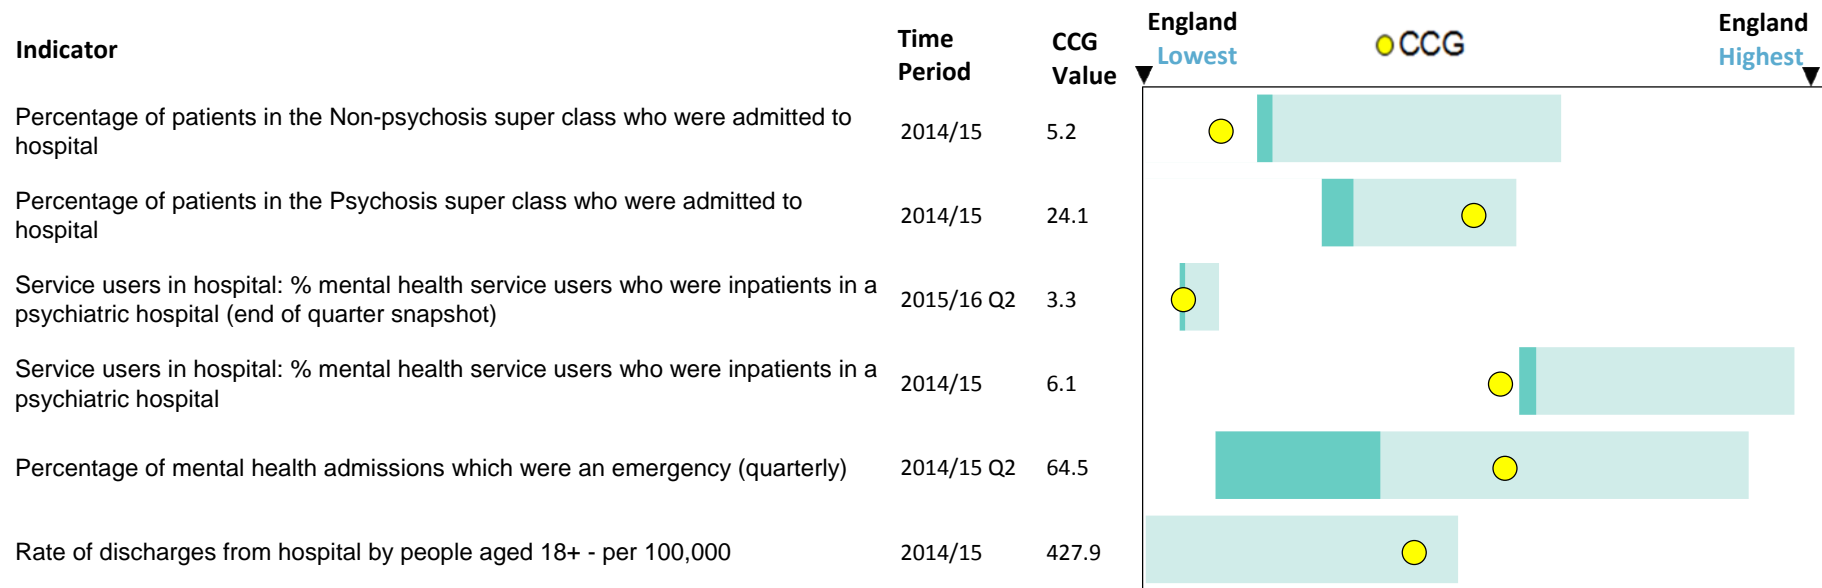 Indicator
Time Period
CCG Value
England Lowest
CCG
England Highest
Percentage of patients in the Non-psychosis super class who were admitted to
hospital
2014/15
5.2
Percentage of patients in the Psychosis super class who were admitted to
hospital
2014/15
24.1
Service users in hospital: % mental health service users who were inpatients in a
psychiatric hospital (end of quarter snapshot)
2015/16 Q2
3.3
Service users in hospital: % mental health service users who were inpatients in a
psychiatric hospital
2014/15
6.1
Percentage of mental health admissions which were an emergency (quarterly)
2014/15 Q2
64.5
Rate of discharges from hospital by people aged 18+ - per 100,000
2014/15
427.9